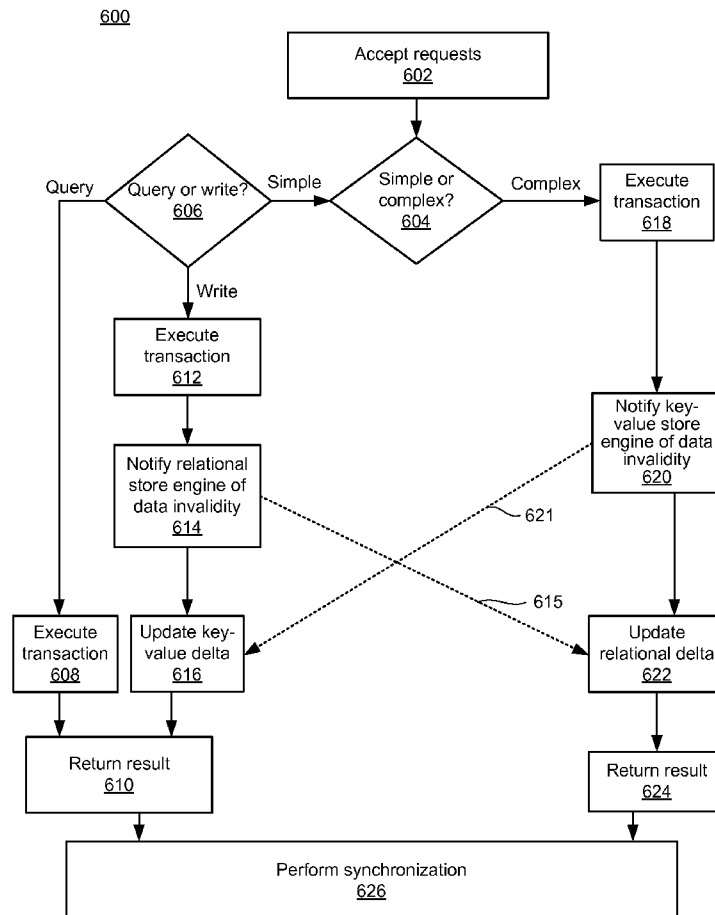 600
Accept requests
602
Query
Query or write?
606
Simple
Simple or
complex?
604
Complex
Execute
transaction
618
Write
Execute
transaction
612
Notify key-
value store
engine of data
invalidity
620
Notify relational
store engine of
data invalidity
614
621
615
Execute
transaction
608
Update key-
value delta
616
Update
relational delta
622
Return result
610
Return result
624
Perform synchronization
626